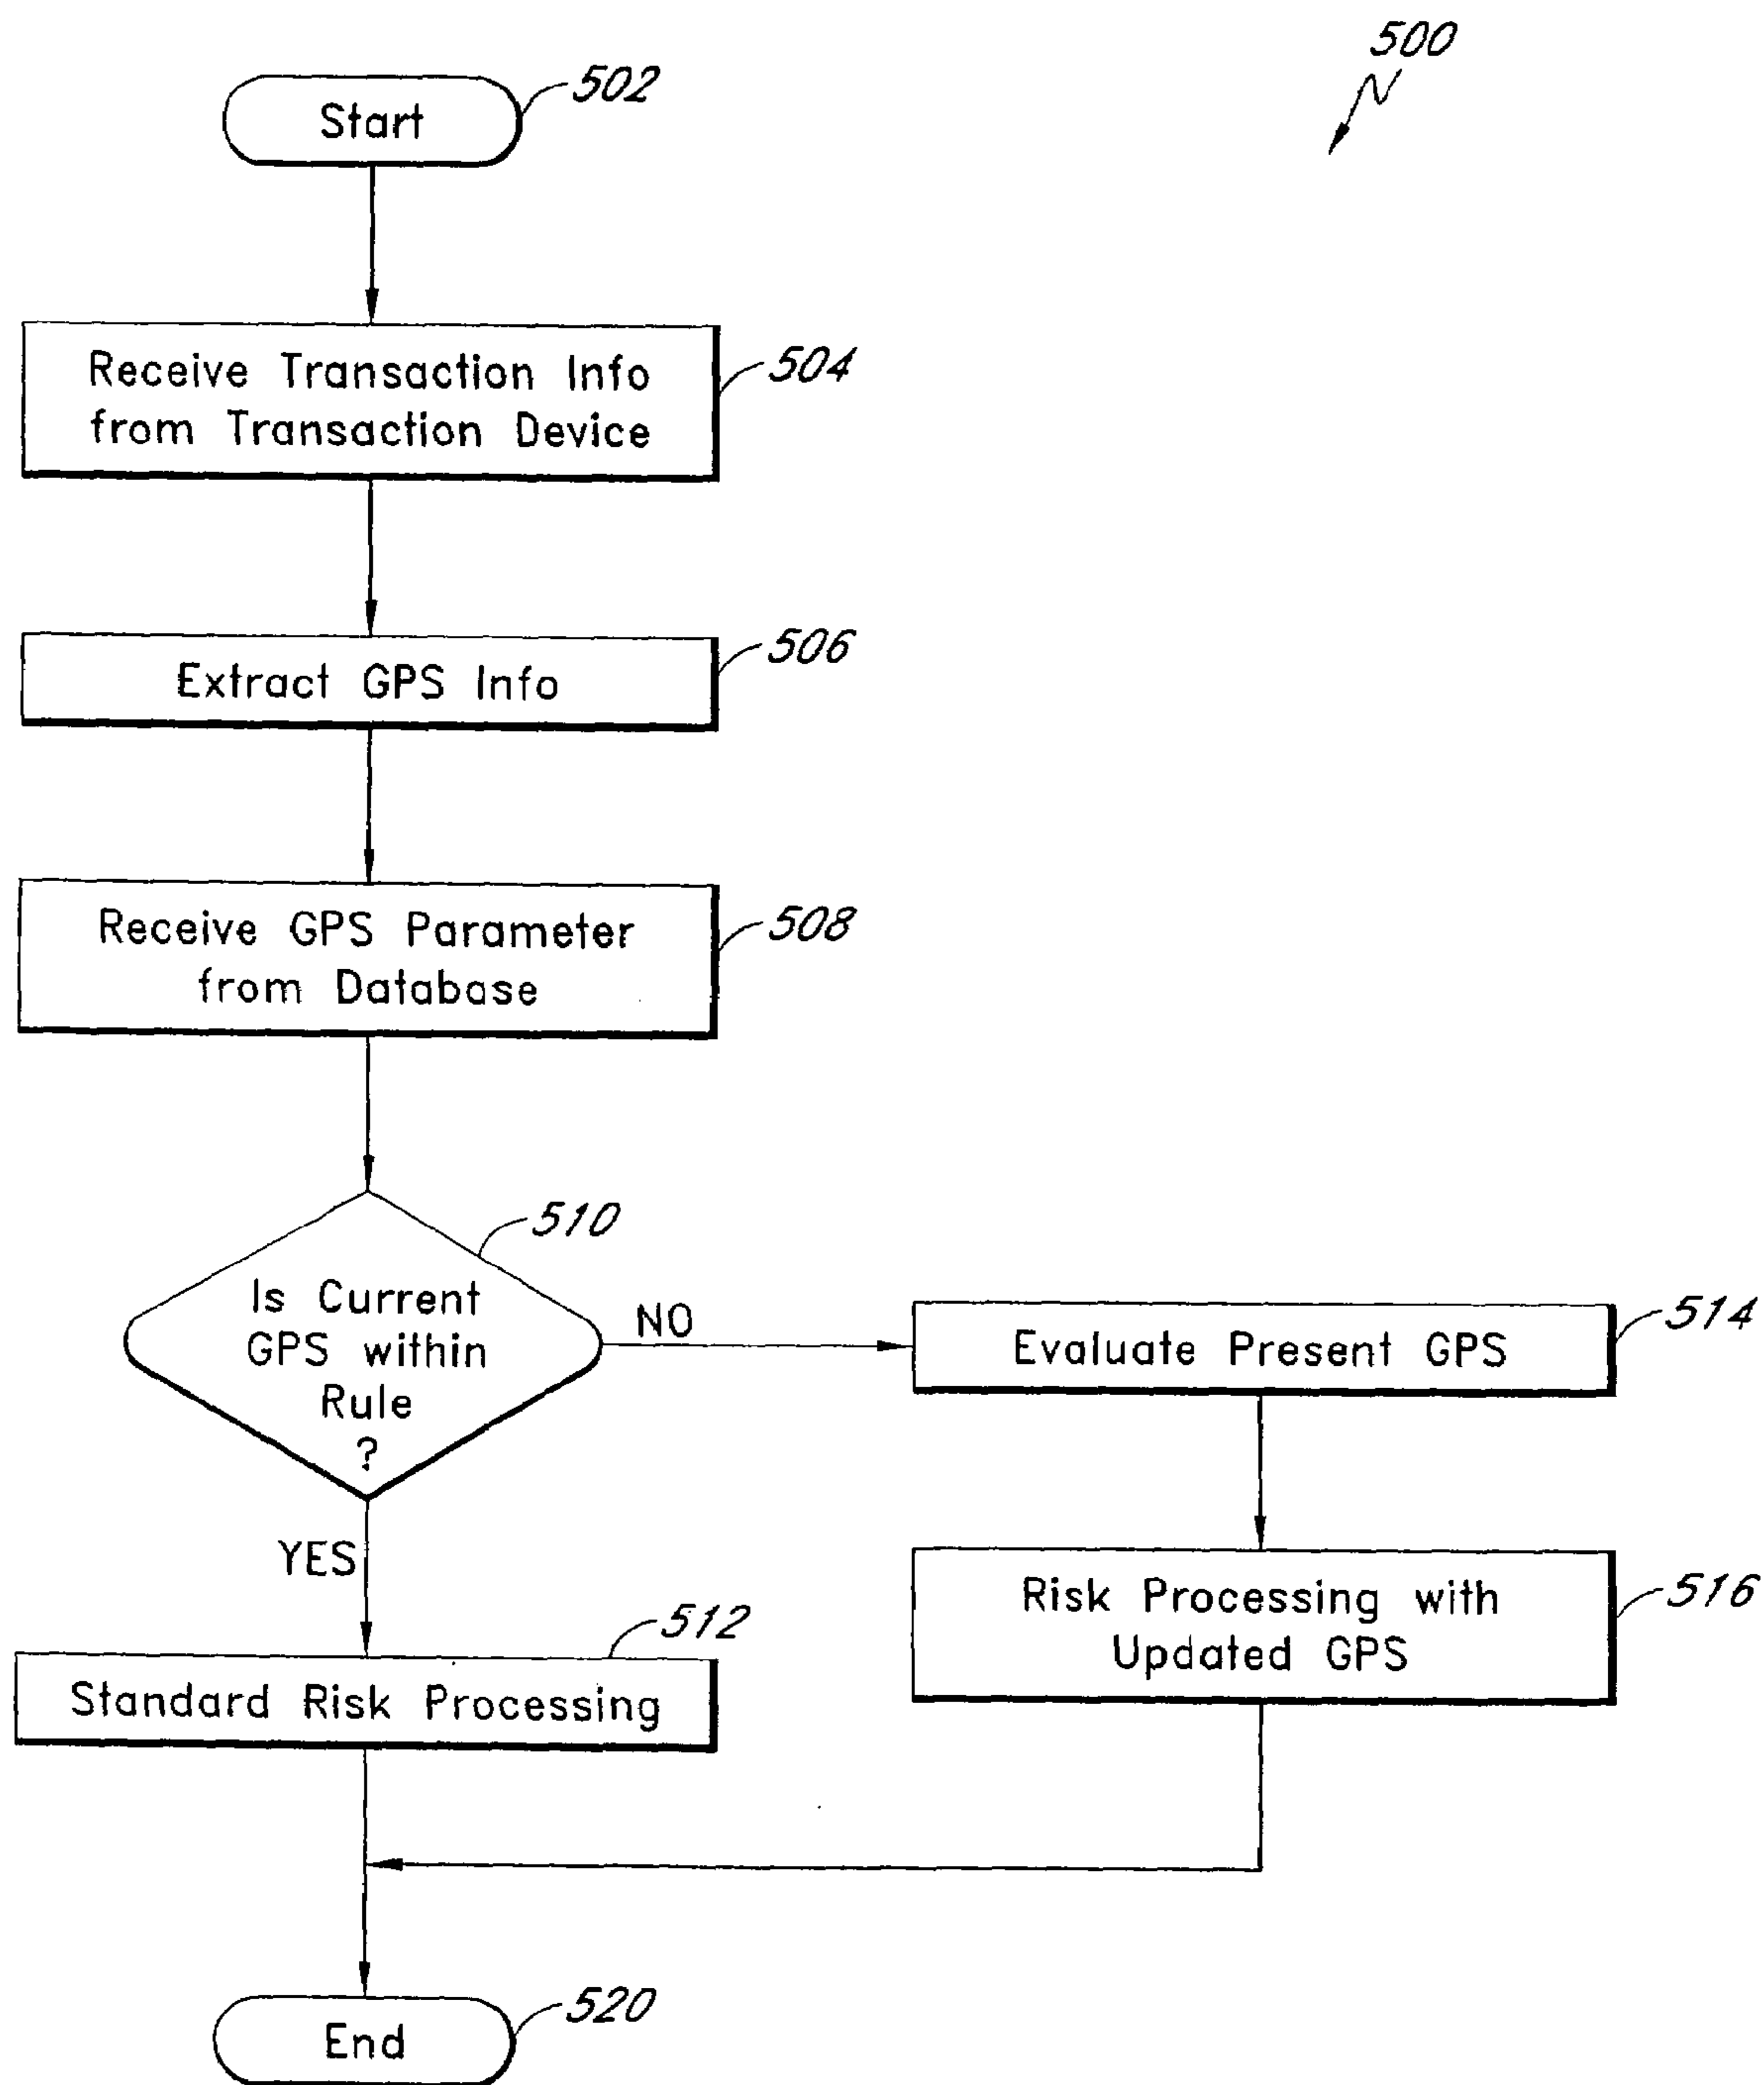 500
Start
502
Receive Transaction Info
from Transaction Device
504
Extract GPS Info
506
Receive GPS Parameter
from Database
508
Is Current
GPS within
Rule
?
510
NO
YES
Evaluate Present GPS
514
Risk Processing with
Updated GPS
516
Standard Risk Processing
512
End
520